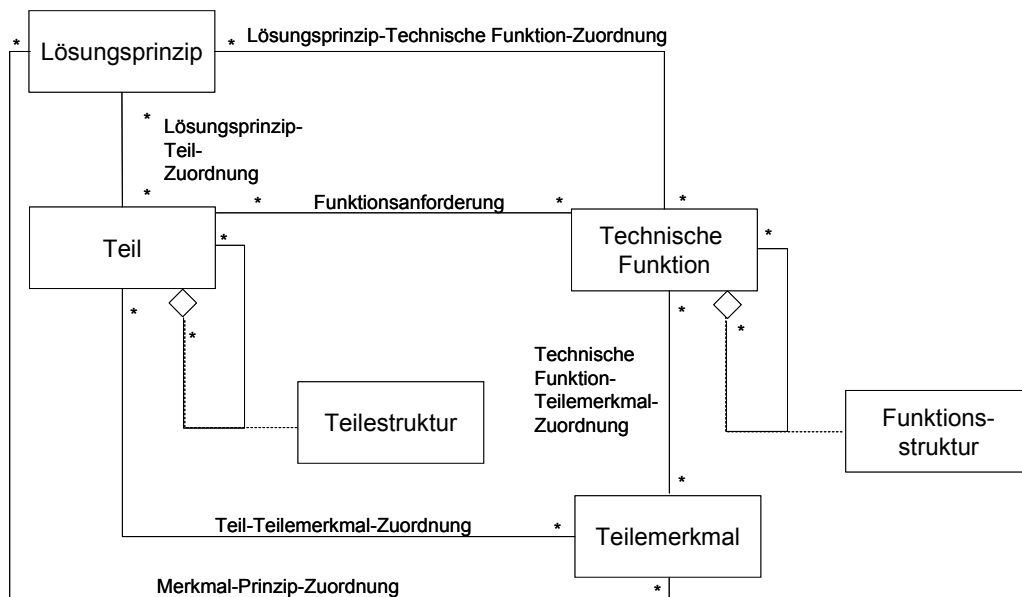 *
Lösungsprinzip
*
Lösungsprinzip-Technische Funktion-Zuordnung
*
Lösungsprinzip-
Teil-
Zuordnung
*
*
Funktionsanforderung
*
*
Teil
*
Technische
Funktion
*
*
*
*
*
Technische
Funktion-
Teilemerkmal-
Zuordnung
Teilestruktur
Funktions-
struktur
*
Teil-Teilemerkmal-Zuordnung
*
Teilemerkmal
Merkmal-Prinzip-Zuordnung
*